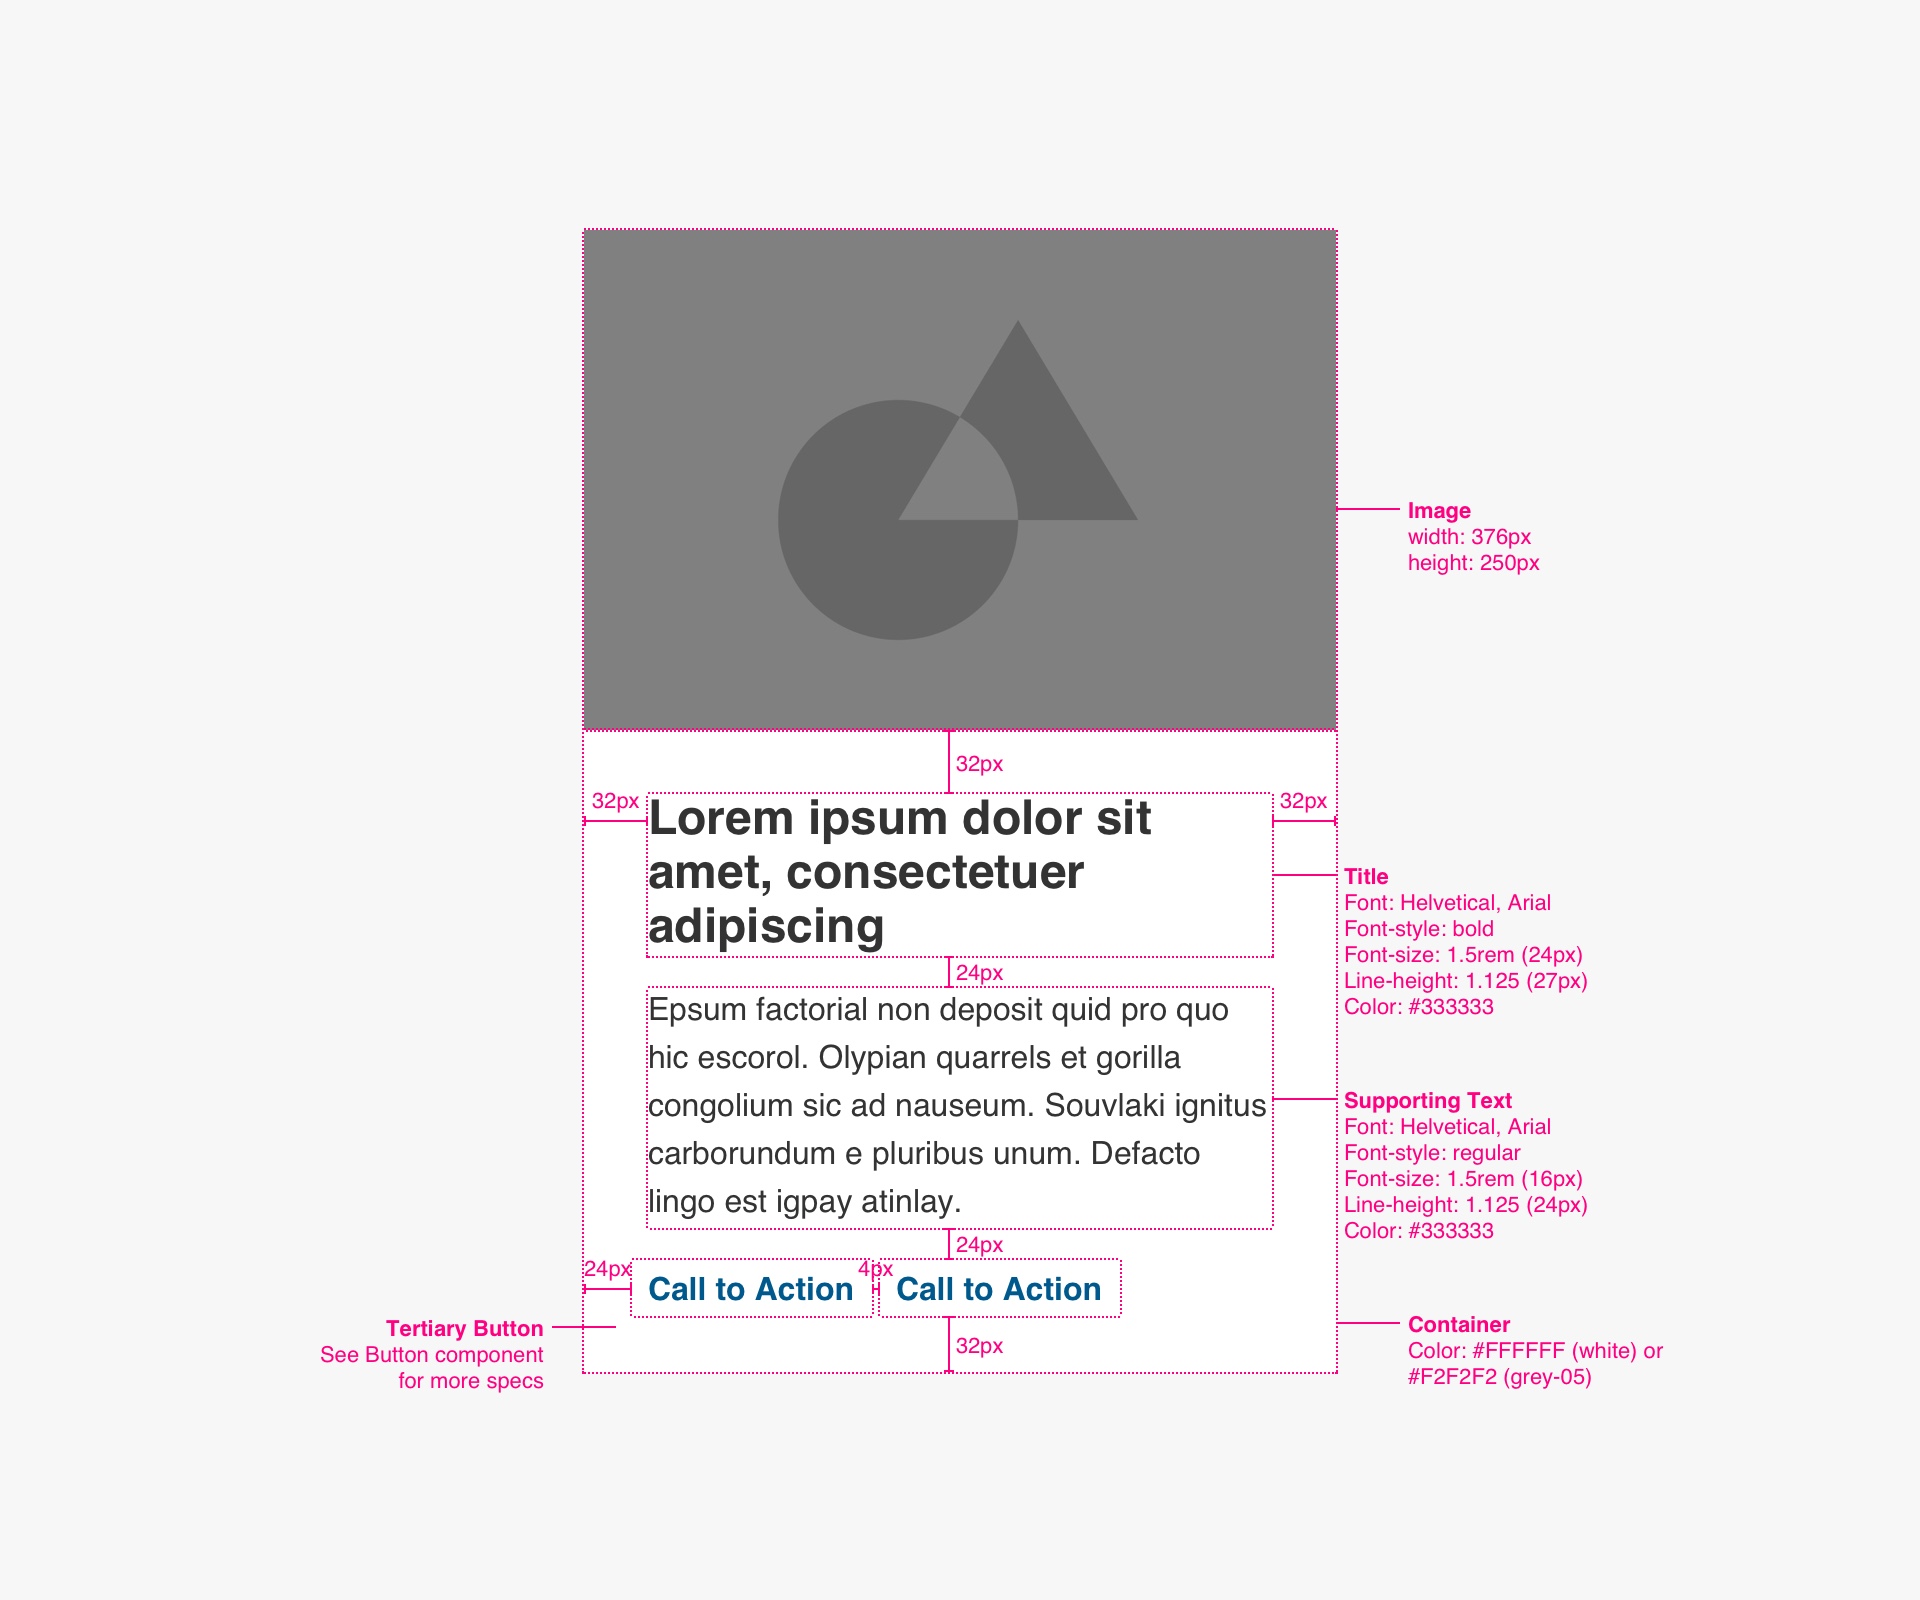 Image
width: 376px
height: 250px
32px
32px
32px
Lorem ipsum dolor sit
amet, consectetuer
adipiscing
Title
Font: Helvetical, Arial
Font-style: bold
Font-size: 1.5rem (24px)
Line-height: 1.125 (27px)
Color: #333333
24px
Epsum factorial non deposit quid pro quo
hic escorol. Olypian quarrels et gorilla
congolium sic ad nauseum. Souvlaki ignitus
carborundum e pluribus unum. Defacto
lingo est igpay atinlay.
Supporting Text
Font: Helvetical, Arial
Font-style: regular
Font-size: 1.5rem (16px)
Line-height: 1.125 (24px)
Color: #333333
24px
24px
4px
Call to Action
Call to Action
Tertiary Button
See Button component
for more specs
32px
Container
Color: #FFFFFF (white) or
#F2F2F2 (grey-05)